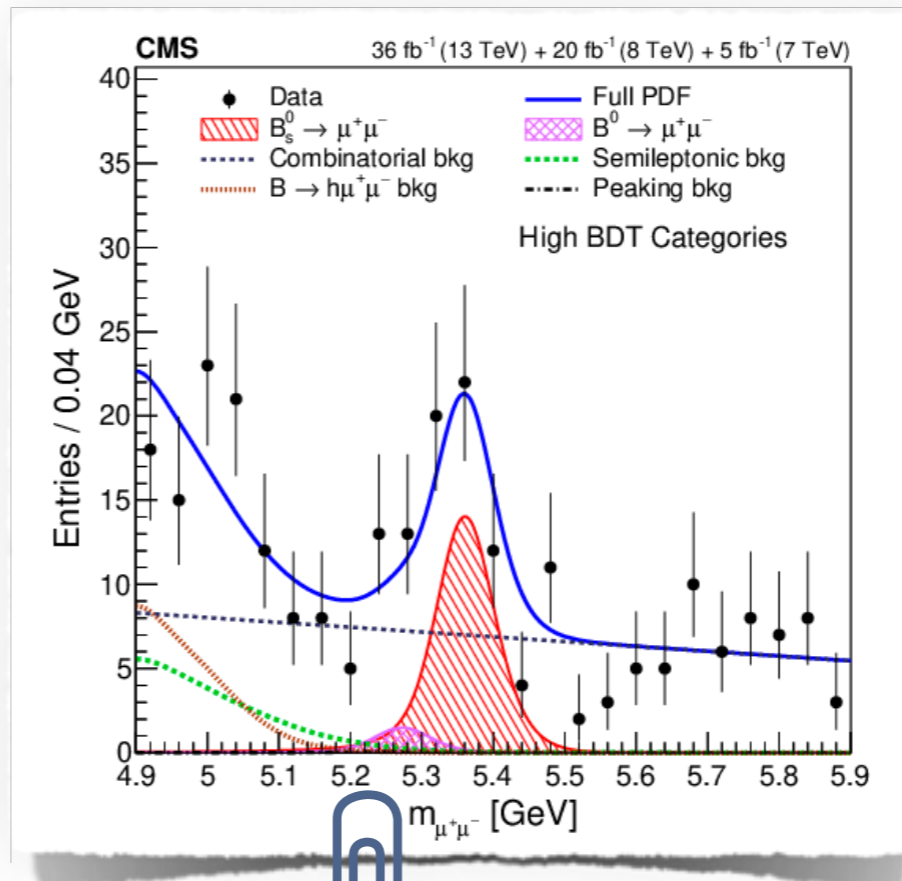 CMS 36 fb⁻¹ (13 TeV) + 20 fb⁻¹ (8 TeV) + 5 fb⁻¹ (7 TeV)
40
Data Full PDF
B⁰ₛ → μ⁺μ⁻ B⁰ → μ⁺μ⁻
35
Combinatorial bkg Semileptonic bkg
B → hμ⁺μ⁻ bkg Peaking bkg
30
High BDT Categories
25
20
15
10
5
0
Entries / 0.04 GeV
4.9 5 5.1 5.2 5.3 5.4 5.5 5.6 5.7 5.8 5.9
m_μ⁺μ⁻ [GeV]